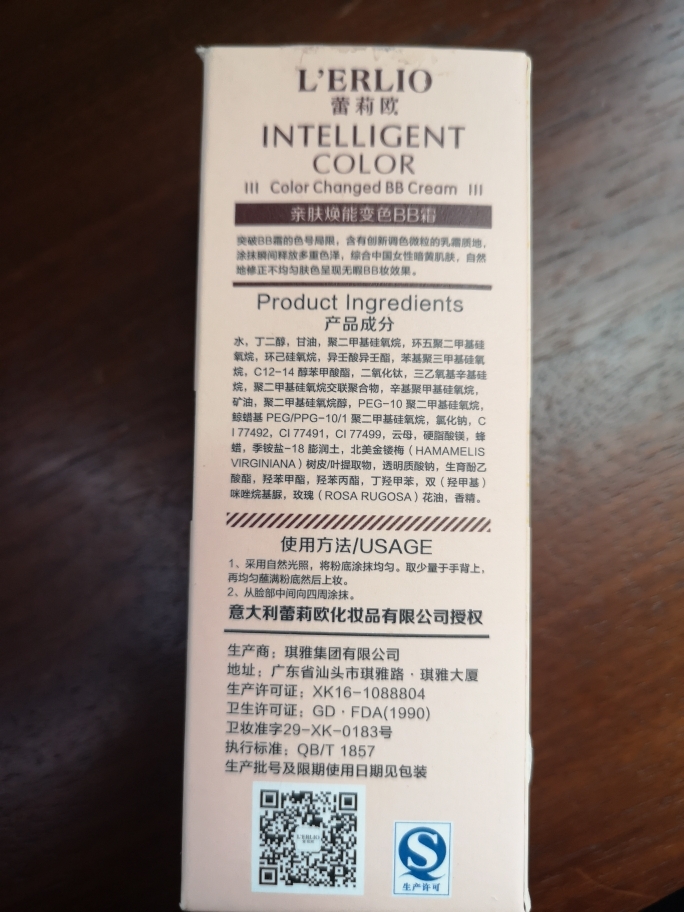 L'ERLIO
蕾莉欧
INTELLIGENT
COLOR
III Color Changed BB Cream III
亲肤焕能变色BB霜
突破BB霜的色号局限，含有创新调色微粒的乳霜质地，
涂抹瞬间释放多重色泽，综合中国女性暗黄肌肤，自然
地修正不均匀肤色呈现无暇BB妆效果。
Product Ingredients
产品成分
水，丁二醇，甘油，聚二甲基硅氧烷，环五聚二甲基硅
氧烷，环己硅氧烷，异壬酸异壬酯，苯基聚三甲基硅氧
烷，C12-14 醇苯甲酸酯，二氧化钛，三乙氧基辛基硅
烷，聚二甲基硅氧烷交联聚合物，辛基聚甲基硅氧烷，
矿油，聚二甲基硅氧烷醇，PEG-10 聚二甲基硅氧烷，
鲸蜡基 PEG/PPG-10/1 聚二甲基硅氧烷，氯化钠，C
I 77492，CI 77491，CI 77499，云母，硬脂酸镁，蜂
蜡，季铵盐-18 膨润土，北美金缕梅（HAMAMELIS
VIRGINIANA）树皮/叶提取物，透明质酸钠，生育酚乙
酸酯，羟苯甲酯，羟苯丙酯，丁羟甲苯，双（羟甲基）
咪唑烷基脲，玫瑰（ROSA RUGOSA）花油，香精。
使用方法/USAGE
1、采用自然光照，将粉底涂抹均匀。取少量于手背上，
再均匀蘸满粉底然后上妆。
2、从脸部中间向四周涂抹。
意大利蕾莉欧化妆品有限公司授权
生产商：琪雅集团有限公司
地址：广东省汕头市琪雅路·琪雅大厦
生产许可证：XK16-1088804
卫生许可证：GD·FDA(1990)
卫妆准字29-XK-0183号
执行标准：QB/T 1857
生产批号及限期使用日期见包装
L'ERLIO
S
生产许可